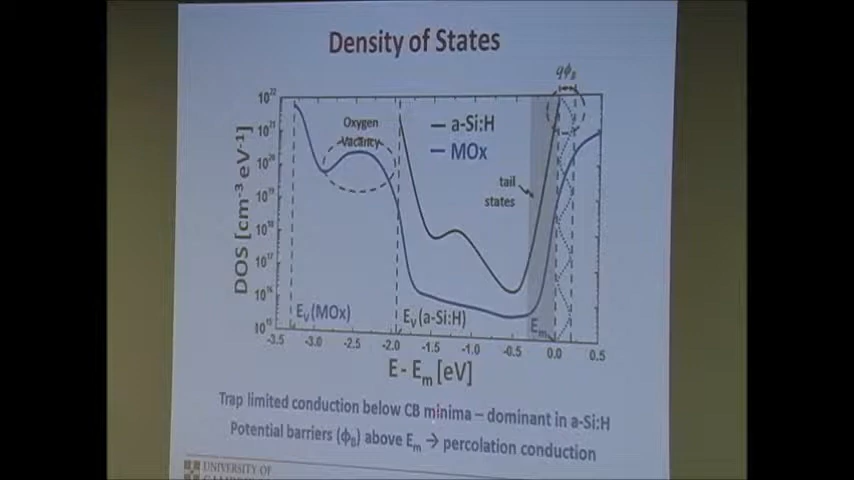 Density of States
qϕB
10²²
10²¹
10²⁰
10¹⁹
10¹⁸
10¹⁷
10¹⁶
10¹⁵
DOS [cm⁻³ eV⁻¹]
Oxygen
Vacancy
a-Si:H
MOx
tail
states
Eᵥ(MOx)
Eᵥ(a-Si:H)
Em
-3.5 -3.0 -2.5 -2.0 -1.5 -1.0 -0.5 0.0 0.5
E - Em [eV]
Trap limited conduction below CB minima – dominant in a-Si:H
Potential barriers (ϕB) above Em → percolation conduction
UNIVERSITY OF